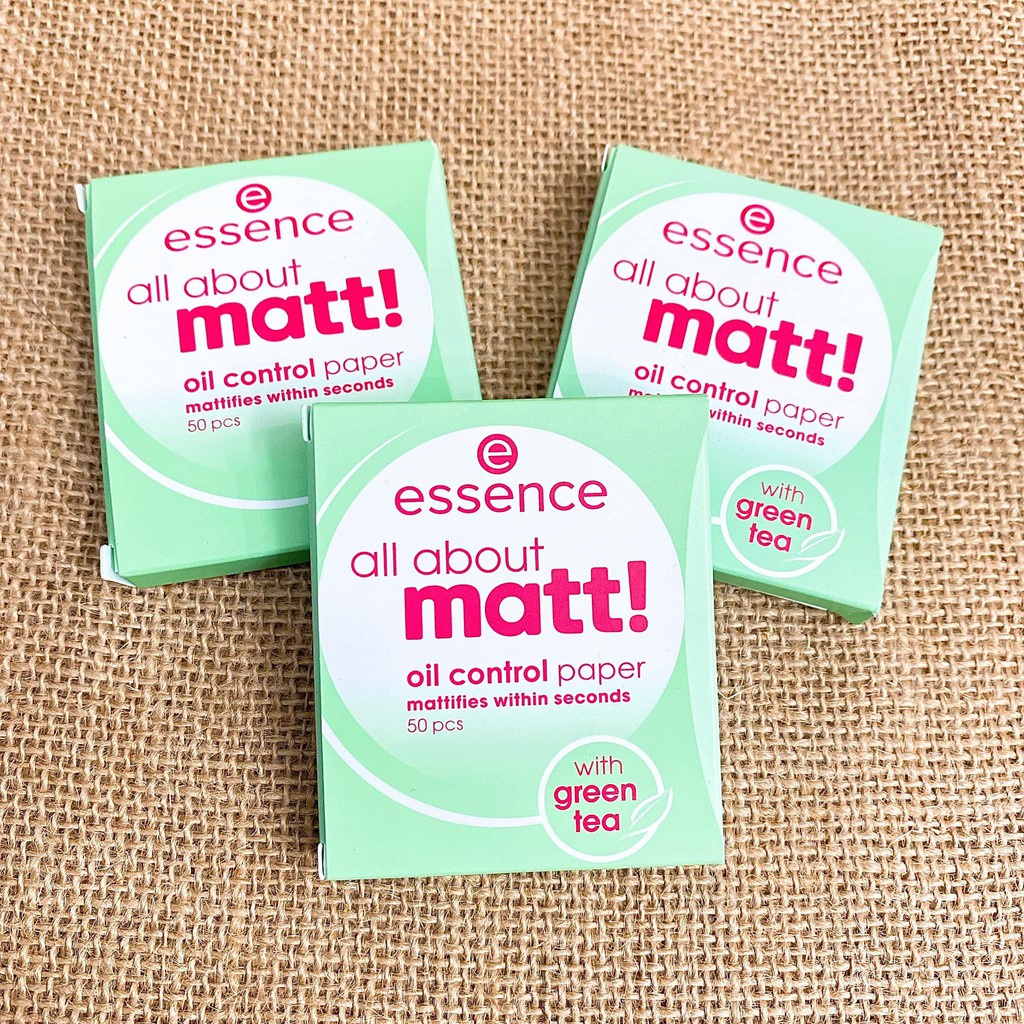 e
essence
all about
matt!
oil control paper
mattifies within seconds
50 pcs
e
essence
all about
matt!
oil control paper
within seconds
with
green
tea
e
essence
all about
matt!
oil control paper
mattifies within seconds
50 pcs
with
green
tea